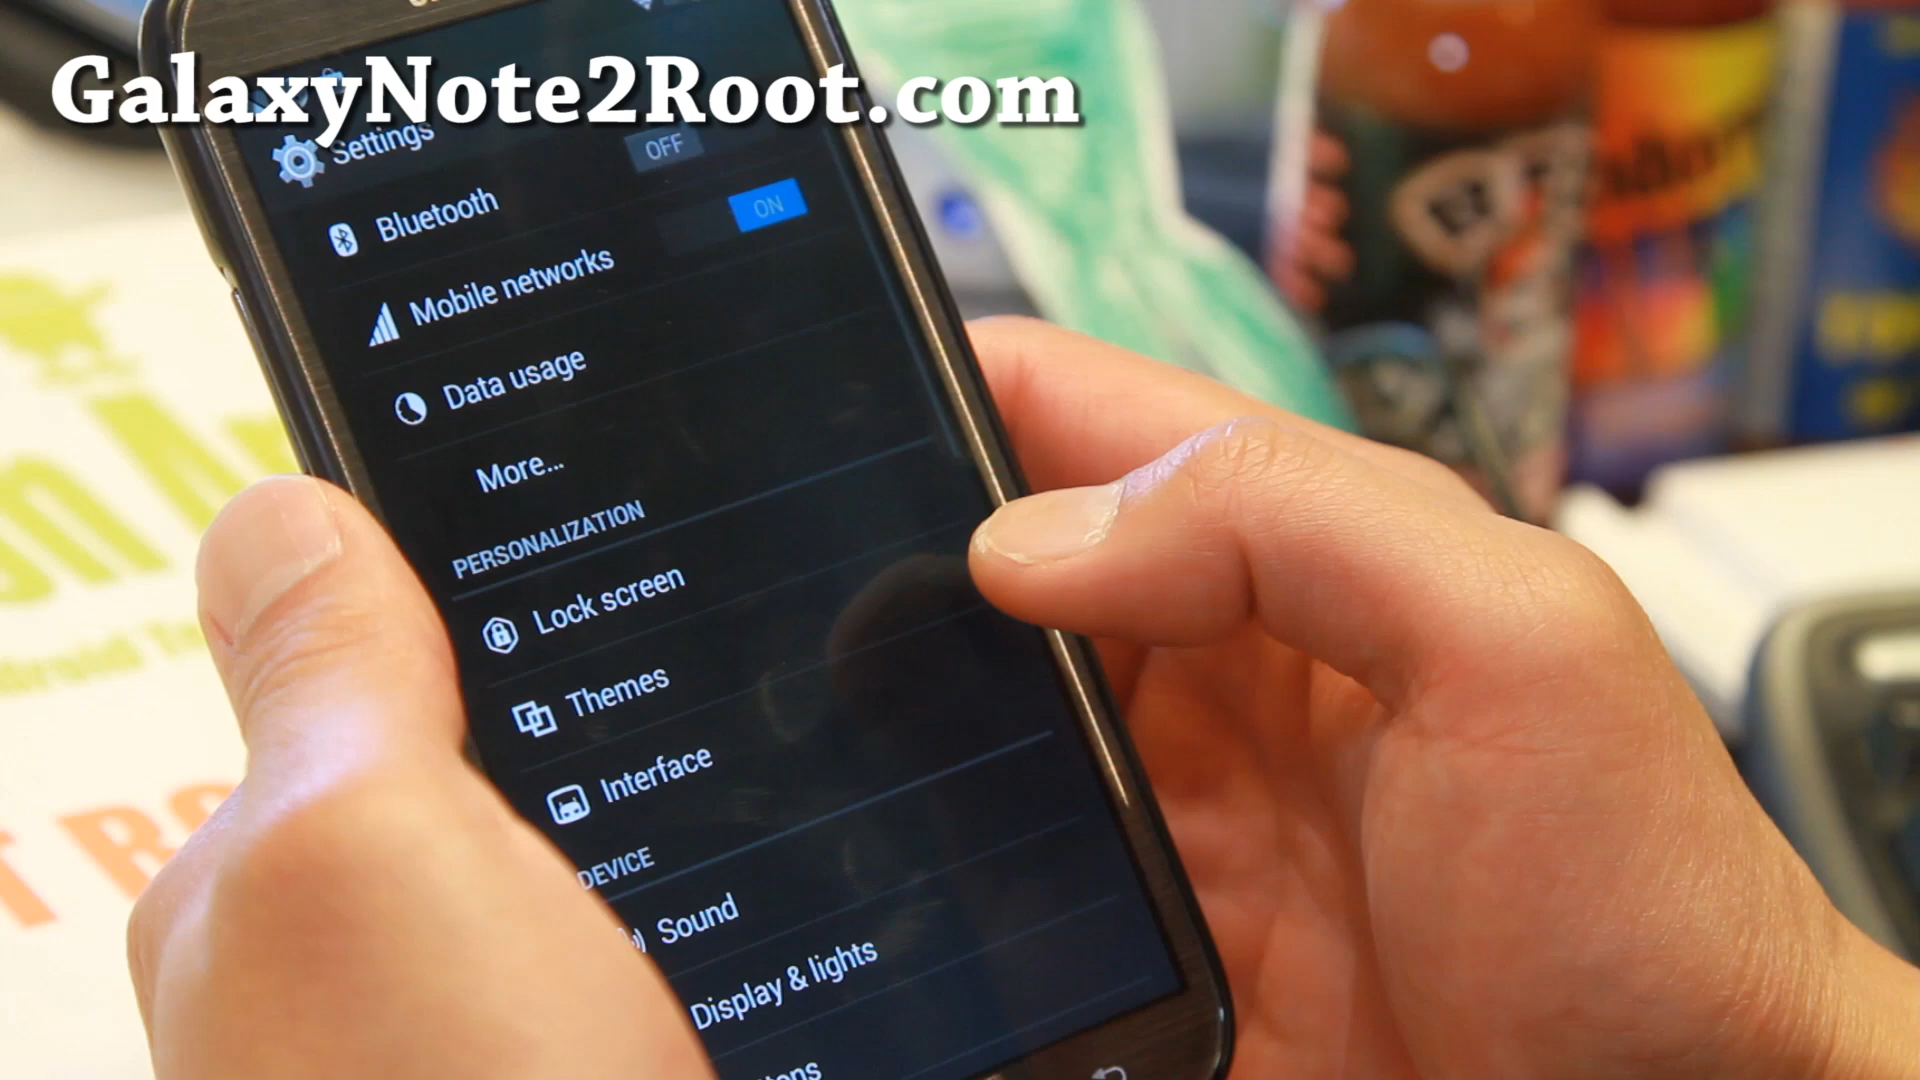 GalaxyNote2Root.com
Settings
OFF
Bluetooth
ON
Mobile networks
Data usage
More...
PERSONALIZATION
Lock screen
Themes
Interface
DEVICE
Sound
Display & lights